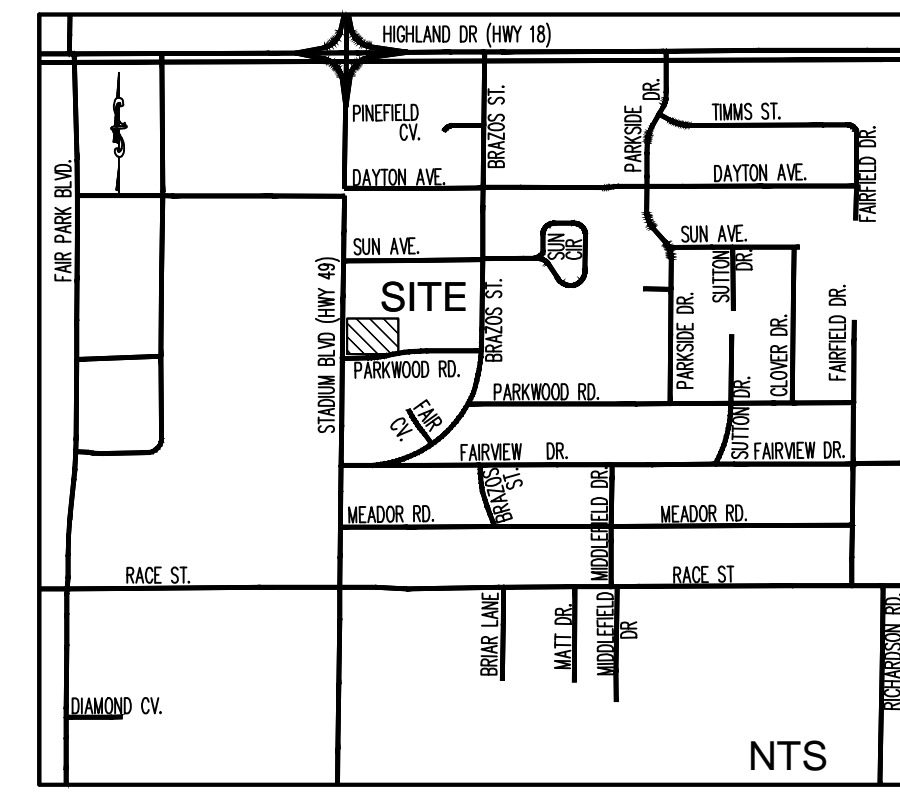 HIGHLAND DR (HWY 18)
PINEFIELD
CV.
BRAZOS ST.
PARKSIDE
DR.
TIMMS ST.
FAIRFIELD DR.
DAYTON AVE.
DAYTON AVE.
FAIR PARK BLVD.
SUN AVE.
SUN
CIR
SUN AVE.
SUTTON
DR.
STADIUM BLVD (HWY 49)
SITE
BRAZOS ST.
PARKSIDE DR.
CLOVER DR.
FAIRFIELD DR.
PARKWOOD RD.
PARKWOOD RD.
FAIR
CV.
SUTTON DR.
FAIRVIEW DR.
FAIRVIEW DR.
BRAZOS
ST.
MIDDLEFIELD DR.
MEADOR RD.
MEADOR RD.
RACE ST.
RACE ST
BRIAR LANE
MATT DR.
MIDDLEFIELD
DR
RICHARDSON RD.
DIAMOND CV.
NTS